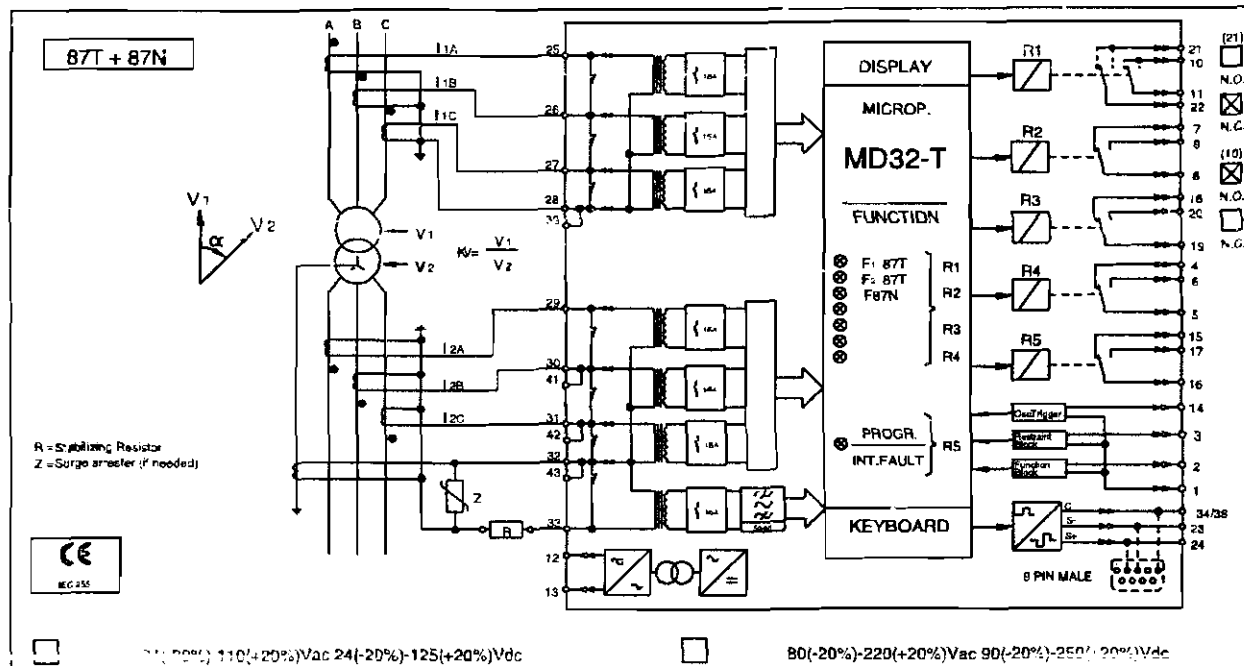 A B C
87T + 87N
I1A
I1B
I1C
25
26
27
28
V1
V2
α
V1
V2
KV= V1
V2
29
30
41
31
42
32
43
33
I2A
I2B
I2C
R =Stabilizing Resistor
Z =Surge arrester (if needed)
Z
R
12
13
CE
IEC 255
DISPLAY
MICROP.
MD32-T
FUNCTION
F1 87T
F2 87T
F87N
R1
R2
R3
R4
PROGR.
INT.FAULT
R5
KEYBOARD
R1
R2
R3
R4
R5
21
10
11
22
7
8
20
19
4
6
5
15
17
16
14
3
2
1
OscTrigger
Restraint
Block
Function
Block
C
S-
S+
34/38
23
24
9 PIN MALE
(21)
N.O.
N.C.
(10)
N.O.
N.C.
110(+20%)Vac 24(-20%)-125(+20%)Vdc
80(-20%)-220(+20%)Vac 90(-20%)-250(+20%)Vdc